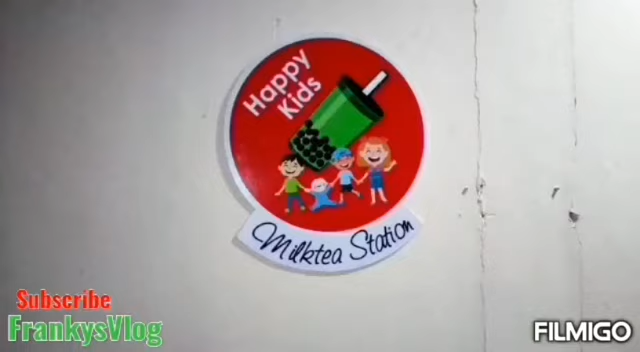 Happy
Kids
Milktea Station
Subscribe
FrankysVlog
FILMIGO